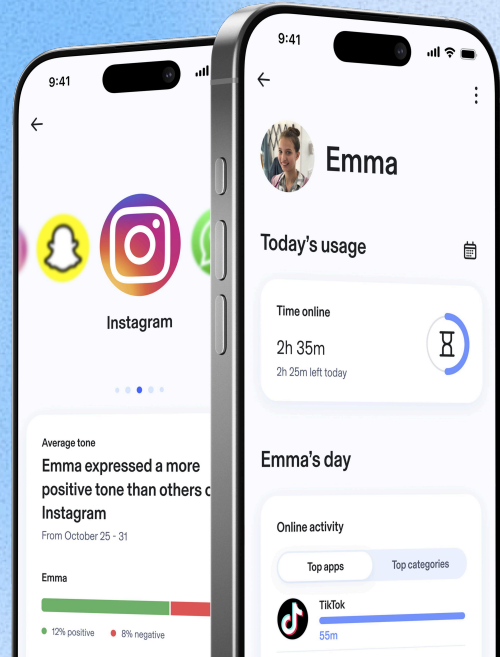 9:41
Instagram
Average tone
Emma expressed a more
positive tone than others
Instagram
From October 25 - 31
Emma
12% positive
8% negative
9:41
Emma
Today's usage
Time online
2h 35m
2h 25m left today
Emma's day
Online activity
Top apps
Top categories
TikTok
55m